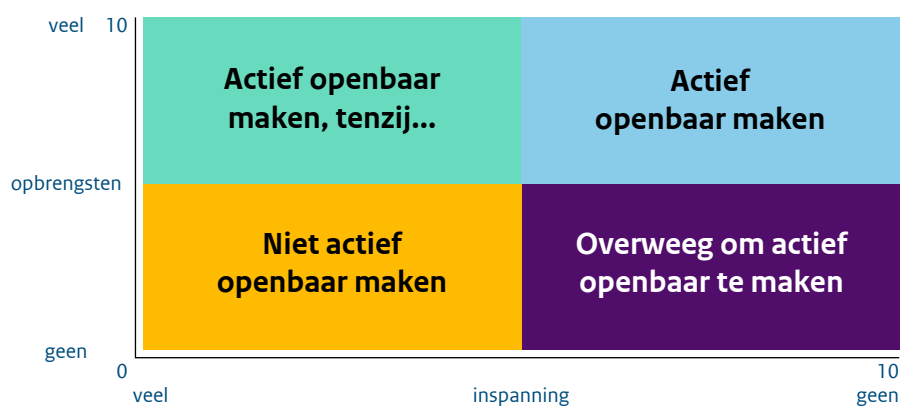 veel 10
Actief openbaar
maken, tenzij...
Actief
openbaar maken
opbrengsten
Niet actief
openbaar maken
Overweeg om actief
openbaar te maken
geen
0
10
veel
inspanning
geen